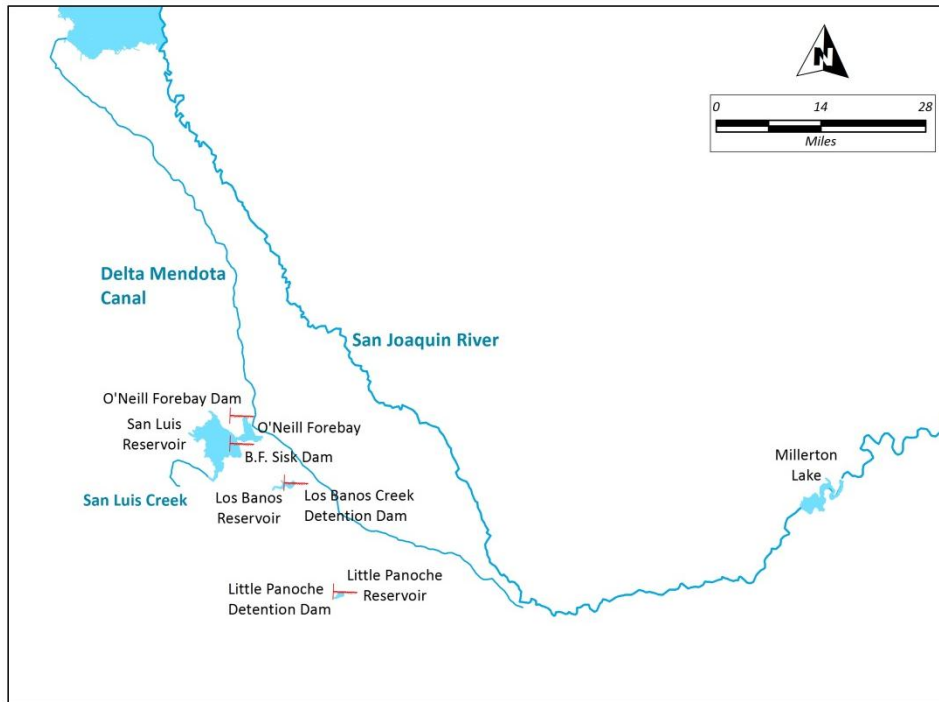 N
0 14 28
Miles
Delta Mendota
Canal
San Joaquin River
O'Neill Forebay Dam
San Luis
Reservoir
O'Neill Forebay
B.F. Sisk Dam
San Luis Creek
Los Banos
Reservoir
Los Banos Creek
Detention Dam
Millerton
Lake
Little Panoche
Detention Dam
Little Panoche
Reservoir